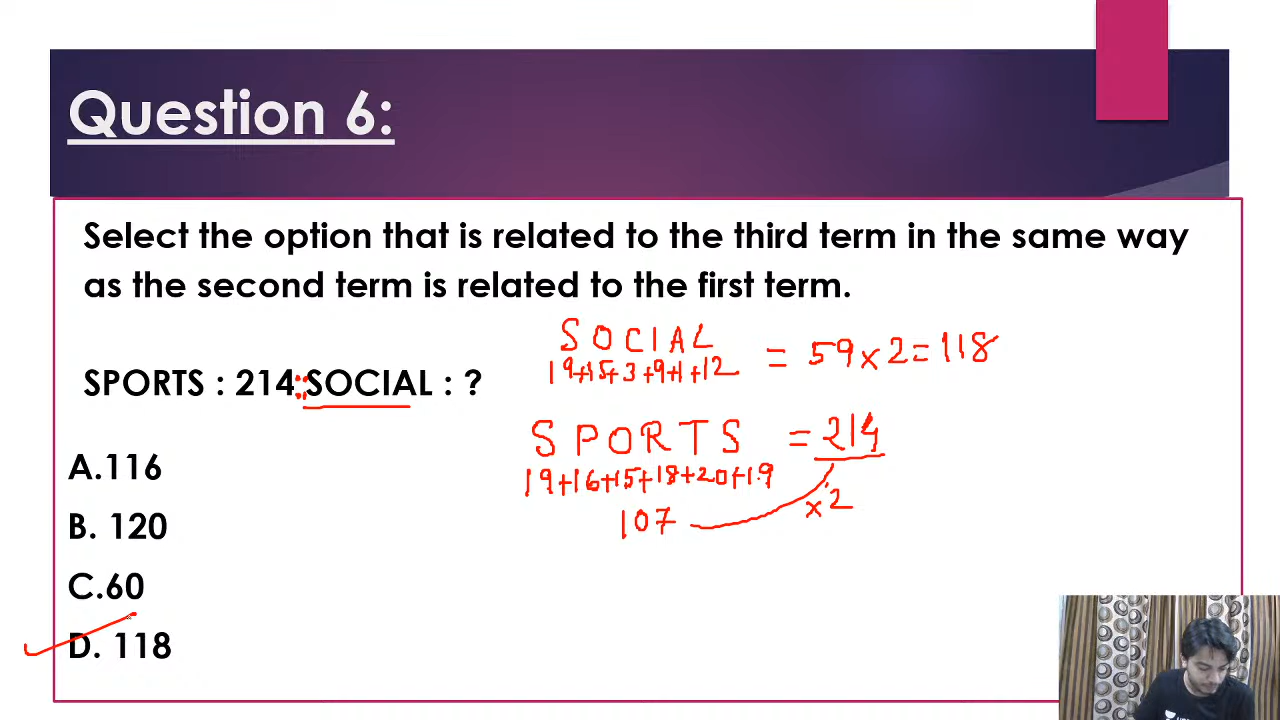 Question 6:
Select the option that is related to the third term in the same way
as the second term is related to the first term.
SPORTS : 214 :: SOCIAL : ?
A.116
B. 120
C.60
D. 118
SOCIAL = 59 x 2 = 118
19+15+3+9+1+12
SPORTS = 214
19+16+15+18+20+19
107
x2